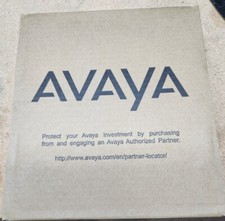 AVAYA
Protect your Avaya investment by purchasing
from and engaging an Avaya Authorized Partner.
http://www.avaya.com/en/partner-locator/